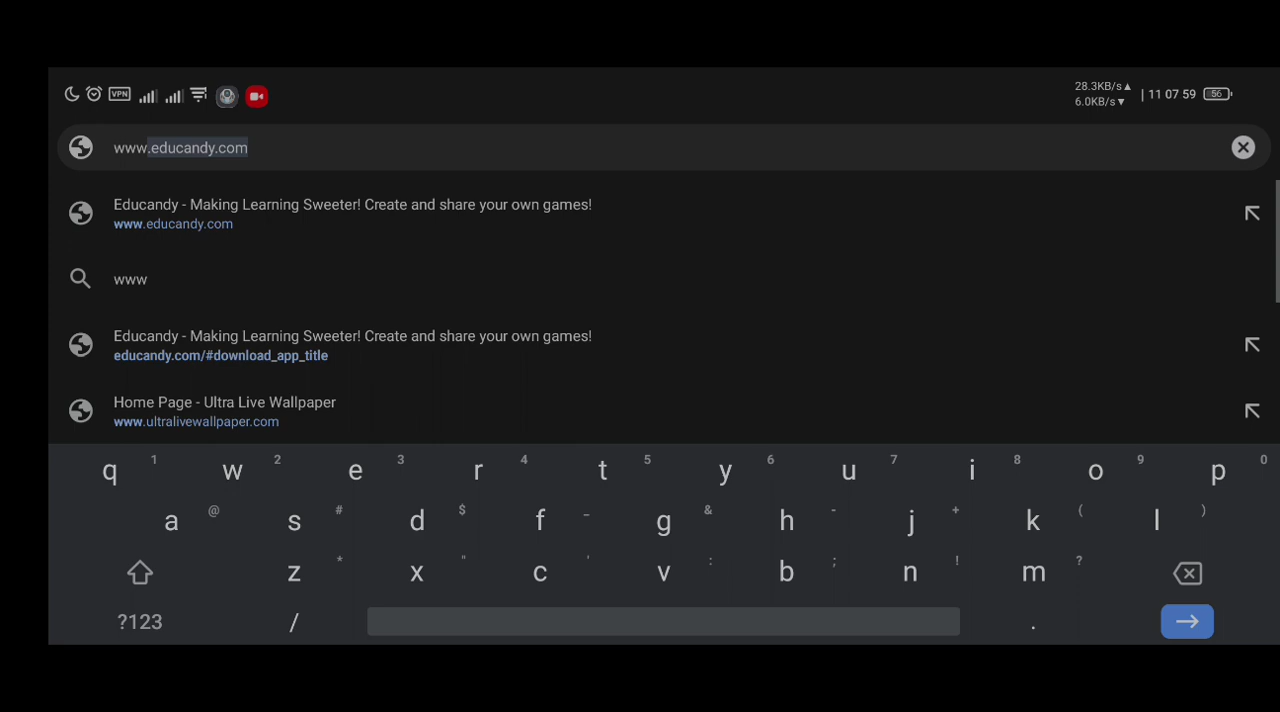 VPN 28.3KB/s▲ | 11 07 59 56
6.0KB/s▼
www.educandy.com
Educandy - Making Learning Sweeter! Create and share your own games!
www.educandy.com
www
Educandy - Making Learning Sweeter! Create and share your own games!
educandy.com/#download_app_title
Home Page - Ultra Live Wallpaper
www.ultralivewallpaper.com
q 1 w 2 e 3 r 4 t 5 y 6 u 7 i 8 o 9 p 0
a @ s # d $ f _ g & h - j + k ( l )
z * x " c ' v : b ; n ! m ?
?123 / .